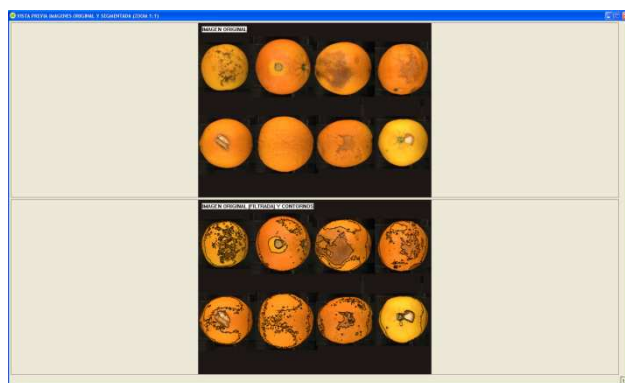 VISTA PREVIA IMAGENES ORIGINAL Y SEGMENTADA (ZOOM 1:1)
IMAGEN ORIGINAL
IMAGEN ORIGINAL (FILTRADA) Y CONTORNOS